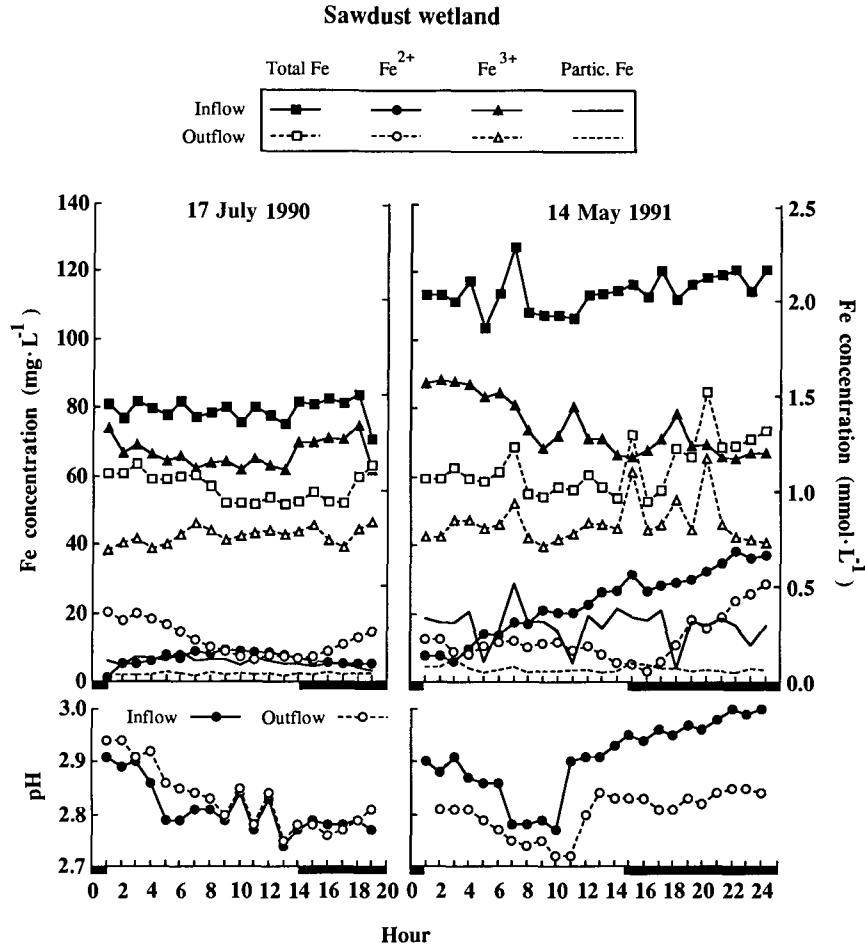 Sawdust wetland
Total Fe Fe2+ Fe3+ Partic. Fe
Inflow
Outflow
17 July 1990
14 May 1991
140
120
100
80
60
40
20
0
Fe concentration (mg·L-1)
2.5
2.0
1.5
1.0
0.5
0.0
Fe concentration (mmol·L-1)
Inflow Outflow
3.0
2.9
2.8
2.7
pH
0 2 4 6 8 10 12 14 16 18 20
0 2 4 6 8 10 12 14 16 18 20 22 24
Hour